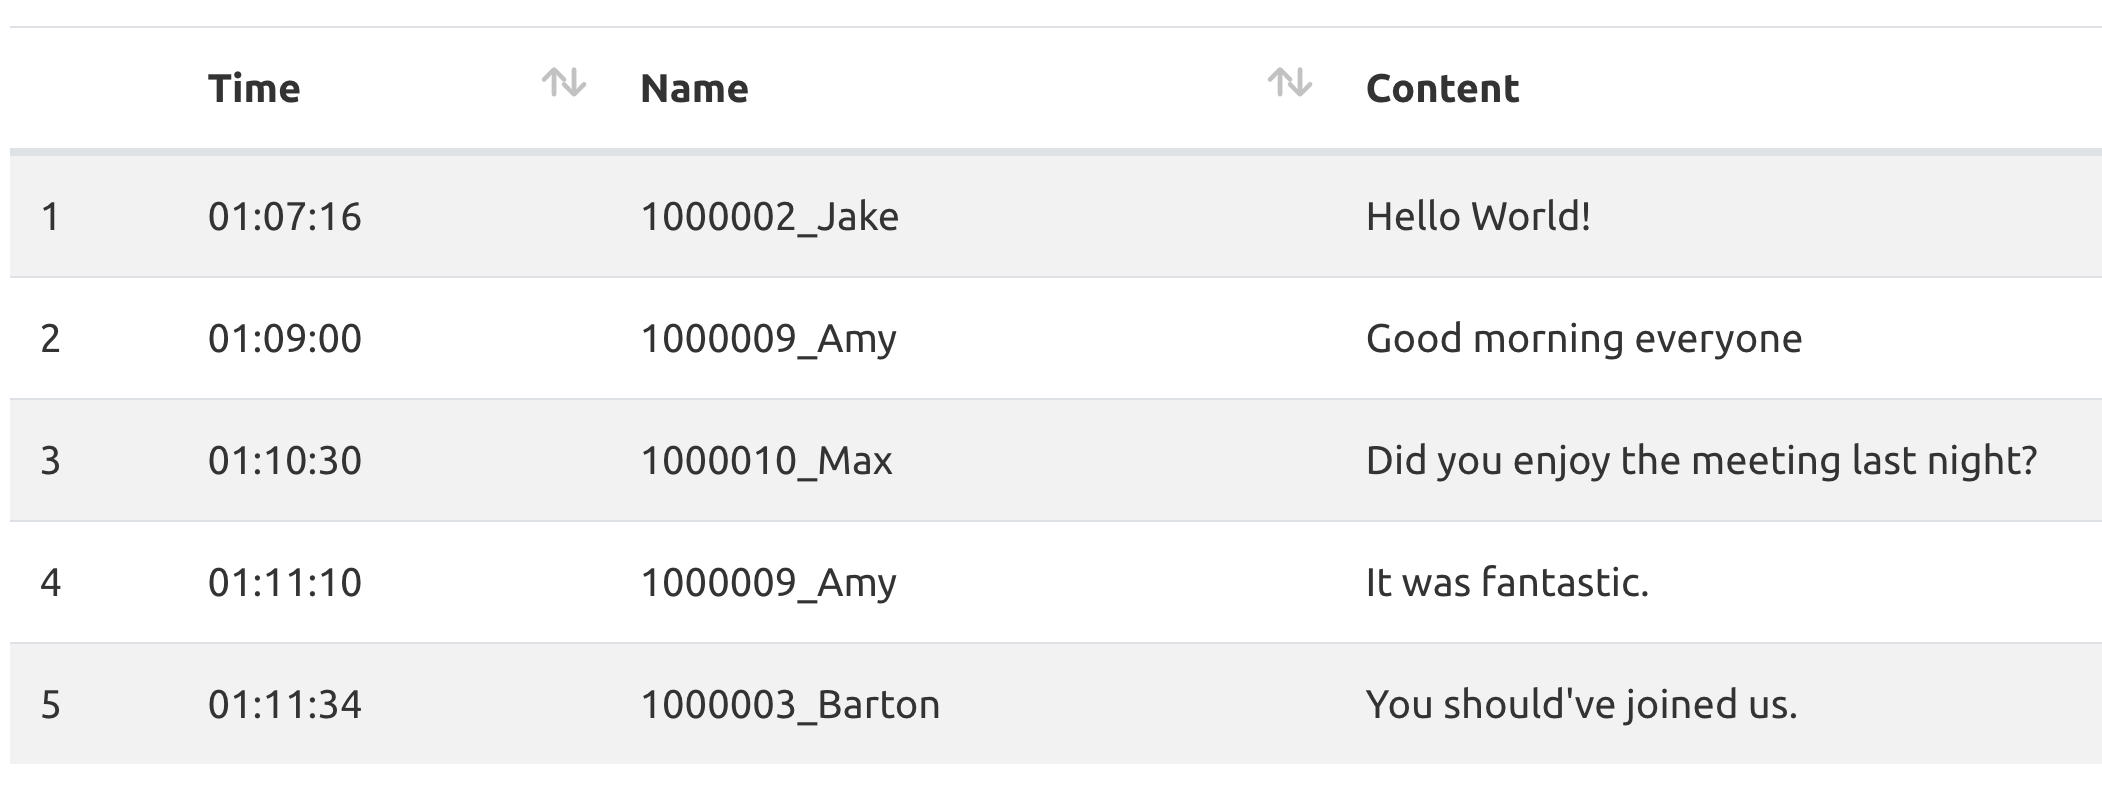 Time Name Content
1 01:07:16 1000002_Jake Hello World!
2 01:09:00 1000009_Amy Good morning everyone
3 01:10:30 1000010_Max Did you enjoy the meeting last night?
4 01:11:10 1000009_Amy It was fantastic.
5 01:11:34 1000003_Barton You should've joined us.